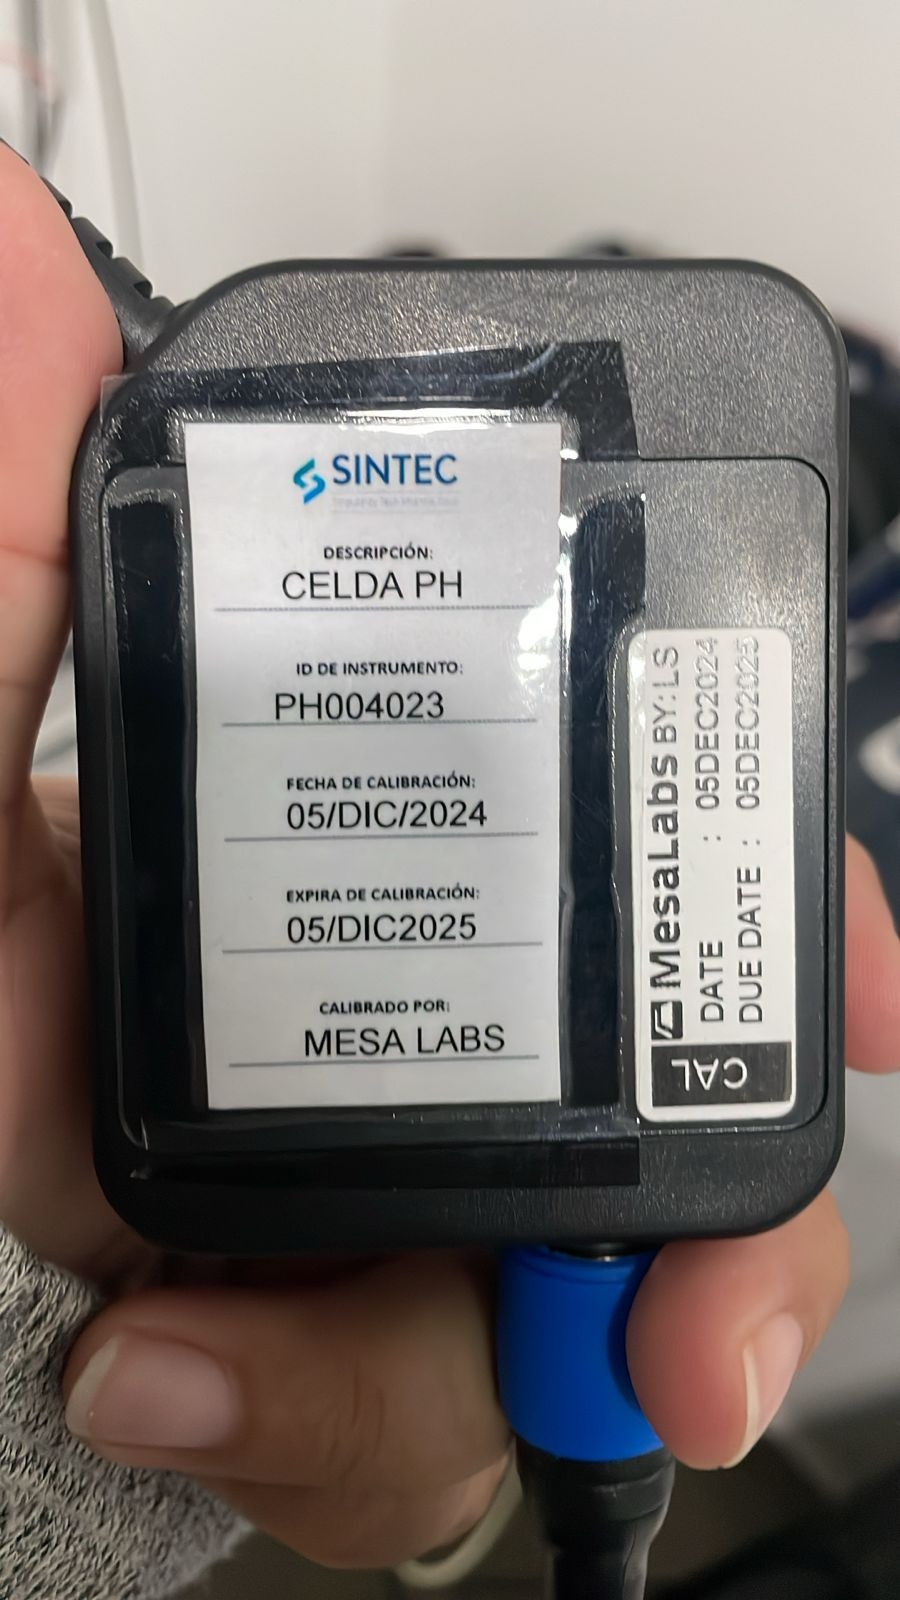 SINTEC
DESCRIPCIÓN:
CELDA PH
ID DE INSTRUMENTO:
PH004023
FECHA DE CALIBRACIÓN:
05/DIC/2024
EXPIRA DE CALIBRACIÓN:
05/DIC2025
CALIBRADO POR:
MESA LABS
MesaLabs BY: LS
DATE : 05DEC2024
DUE DATE : 05DEC2025
CAL